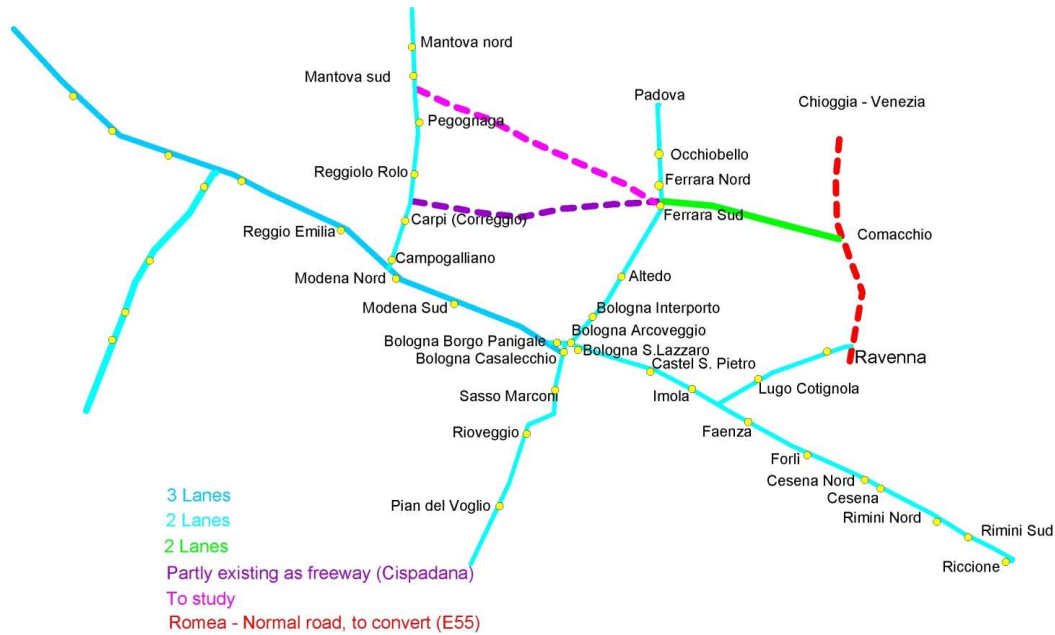 Mantova nord
Mantova sud
Padova
Chioggia - Venezia
Pegognaga
Occhiobello
Reggiolo Rolo
Ferrara Nord
Ferrara Sud
Carpi (Correggio)
Reggio Emilia
Comacchio
Campogalliano
Modena Nord
Altedo
Modena Sud
Bologna Interporto
Bologna Arcoveggio
Bologna Borgo Panigale
Bologna S.Lazzaro
Bologna Casalecchio
Castel S. Pietro
Ravenna
Sasso Marconi
Imola
Lugo Cotignola
Rioveggio
Faenza
Forlì
Cesena Nord
Cesena
Pian del Voglio
Rimini Nord
Rimini Sud
Riccione
3 Lanes
2 Lanes
2 Lanes
Partly existing as freeway (Cispadana)
To study
Romea - Normal road, to convert (E55)